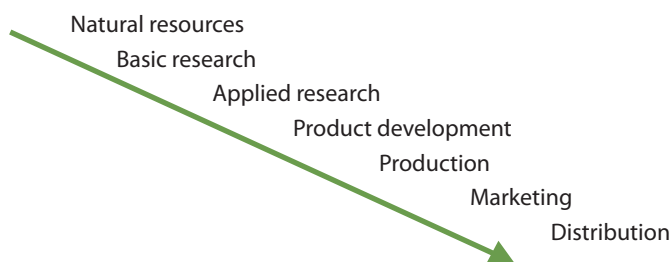 Natural resources
Basic research
Applied research
Product development
Production
Marketing
Distribution